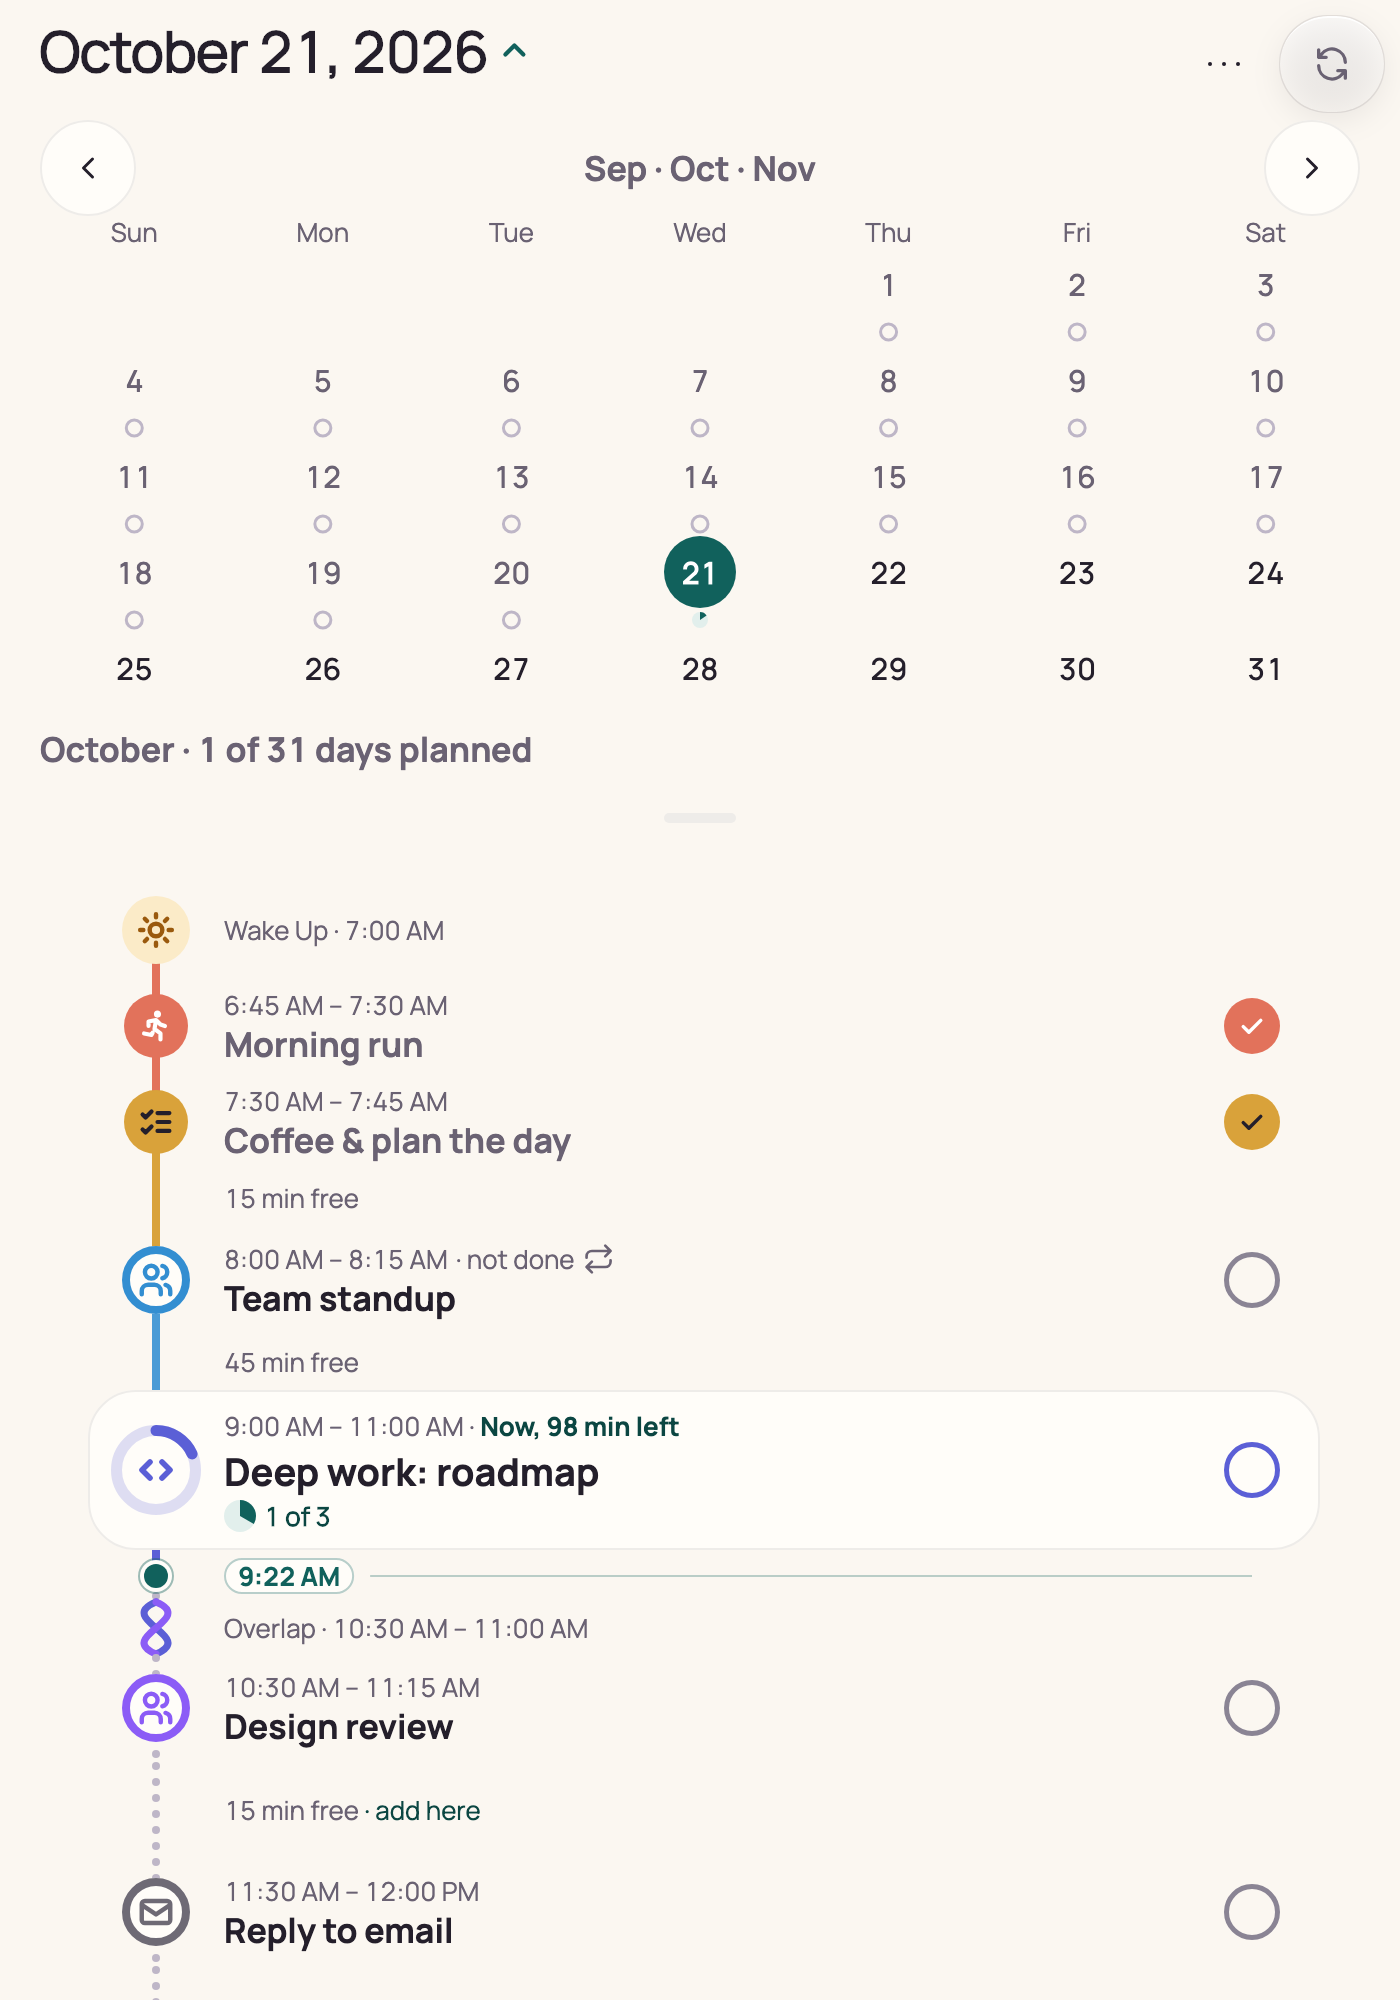 October 21, 2026
...
Sep · Oct · Nov
Sun Mon Tue Wed Thu Fri Sat
1 2 3
4 5 6 7 8 9 10
11 12 13 14 15 16 17
18 19 20 21 22 23 24
25 26 27 28 29 30 31
October · 1 of 31 days planned
Wake Up · 7:00 AM
6:45 AM – 7:30 AM
Morning run
7:30 AM – 7:45 AM
Coffee & plan the day
15 min free
8:00 AM – 8:15 AM · not done
Team standup
45 min free
9:00 AM – 11:00 AM · Now, 98 min left
Deep work: roadmap
1 of 3
9:22 AM
Overlap · 10:30 AM – 11:00 AM
10:30 AM – 11:15 AM
Design review
15 min free · add here
11:30 AM – 12:00 PM
Reply to email